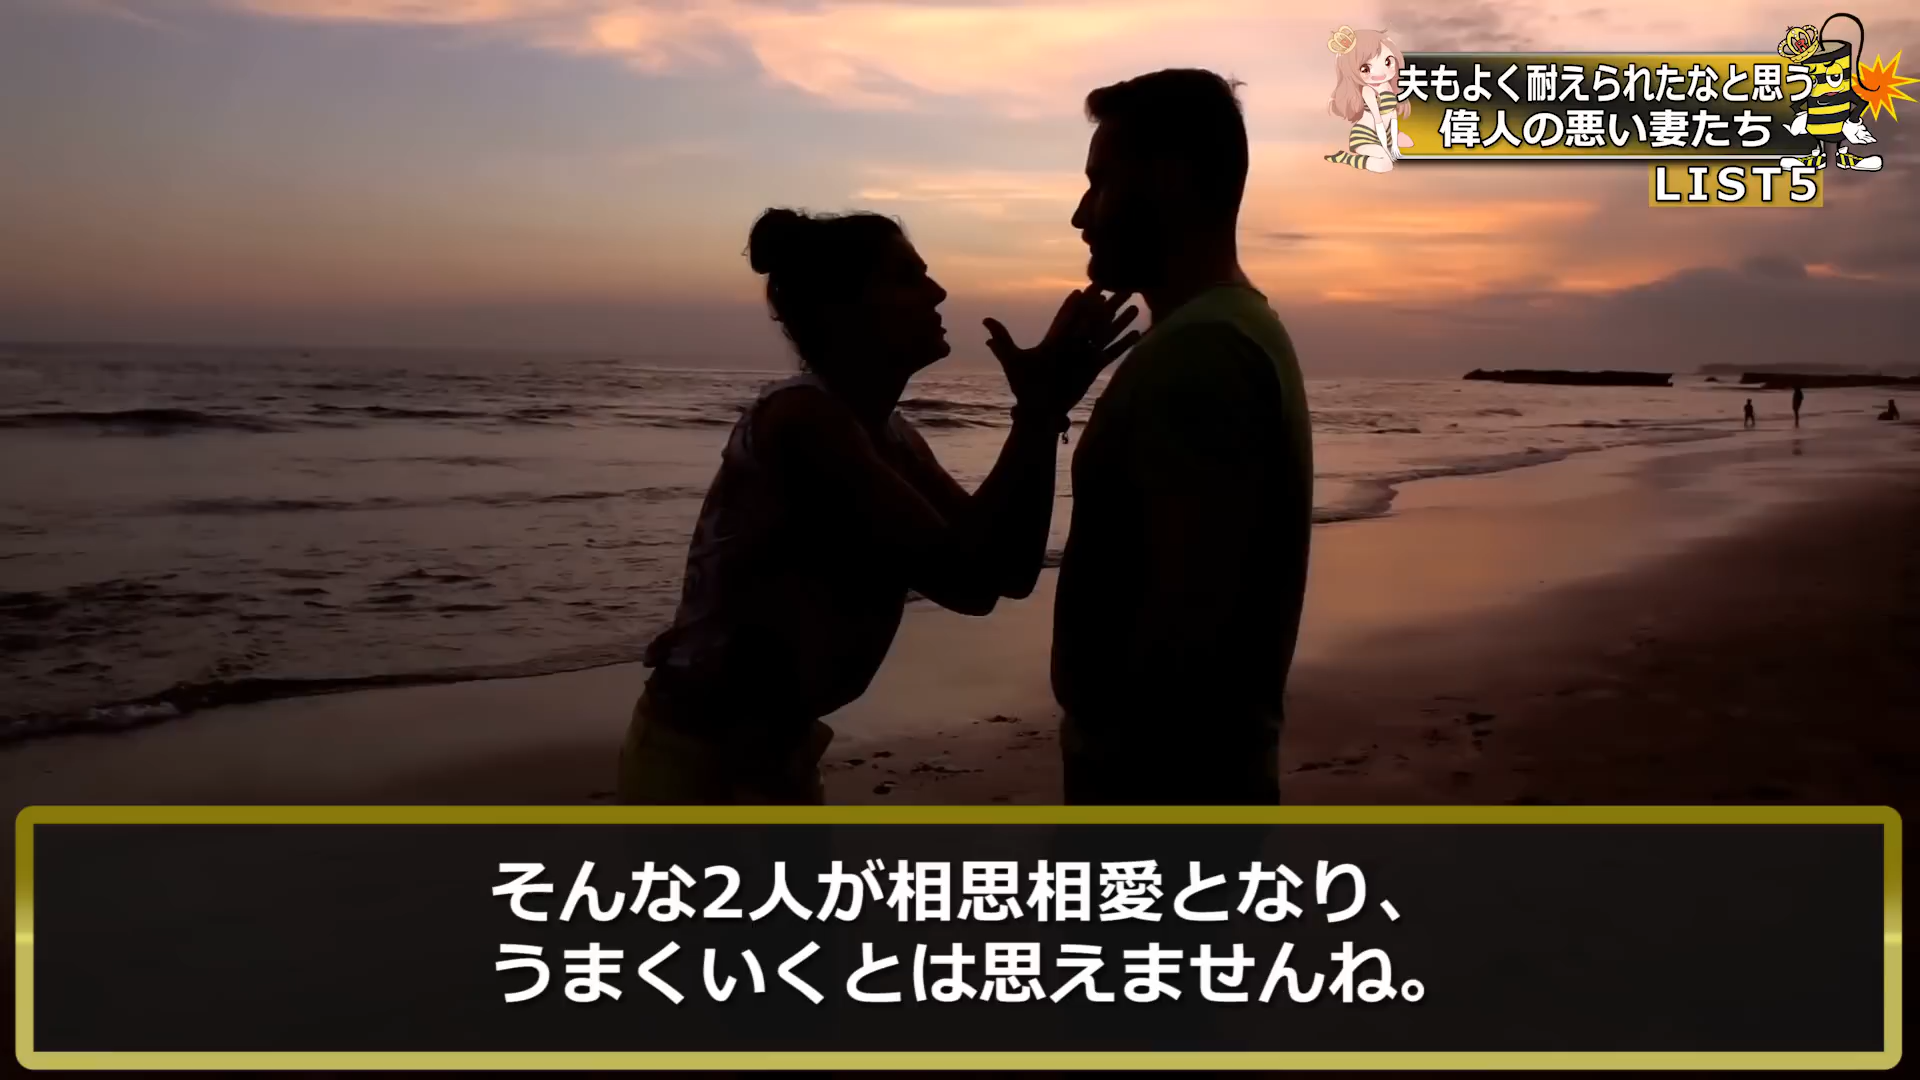 夫もよく耐えられたなと思う
偉人の悪い妻たち
LIST5
そんな2人が相思相愛となり、
うまくいくとは思えませんね。